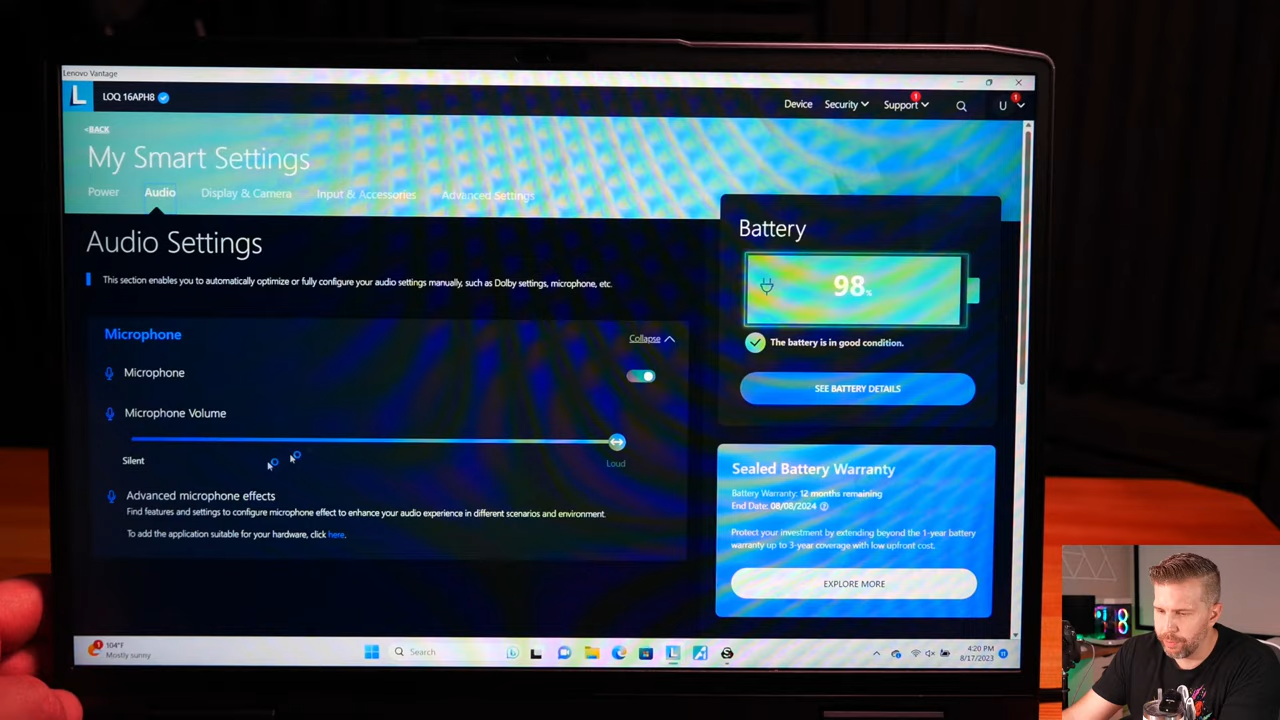 Lenovo Vantage
L
LOQ 16APH8
Device
Security
Support
1
U
1
<BACK
My Smart Settings
Power
Audio
Display & Camera
Input & Accessories
Advanced Settings
Audio Settings
This section enables you to automatically optimize or fully configure your audio settings manually, such as Dolby settings, microphone, etc.
Microphone
Collapse
Microphone
Microphone Volume
Silent
Loud
Advanced microphone effects
Find features and settings to configure microphone effect to enhance your audio experience in different scenarios and environment.
To add the application suitable for your hardware, click here.
Battery
98%
The battery is in good condition.
SEE BATTERY DETAILS
Sealed Battery Warranty
Battery Warranty: 12 months remaining
End Date: 08/08/2024
Protect your investment by extending beyond the 1-year battery
warranty up to 3-year coverage with low upfront cost.
EXPLORE MORE
1
104°F
Mostly sunny
Search
L
S
4:20 PM
8/17/2023